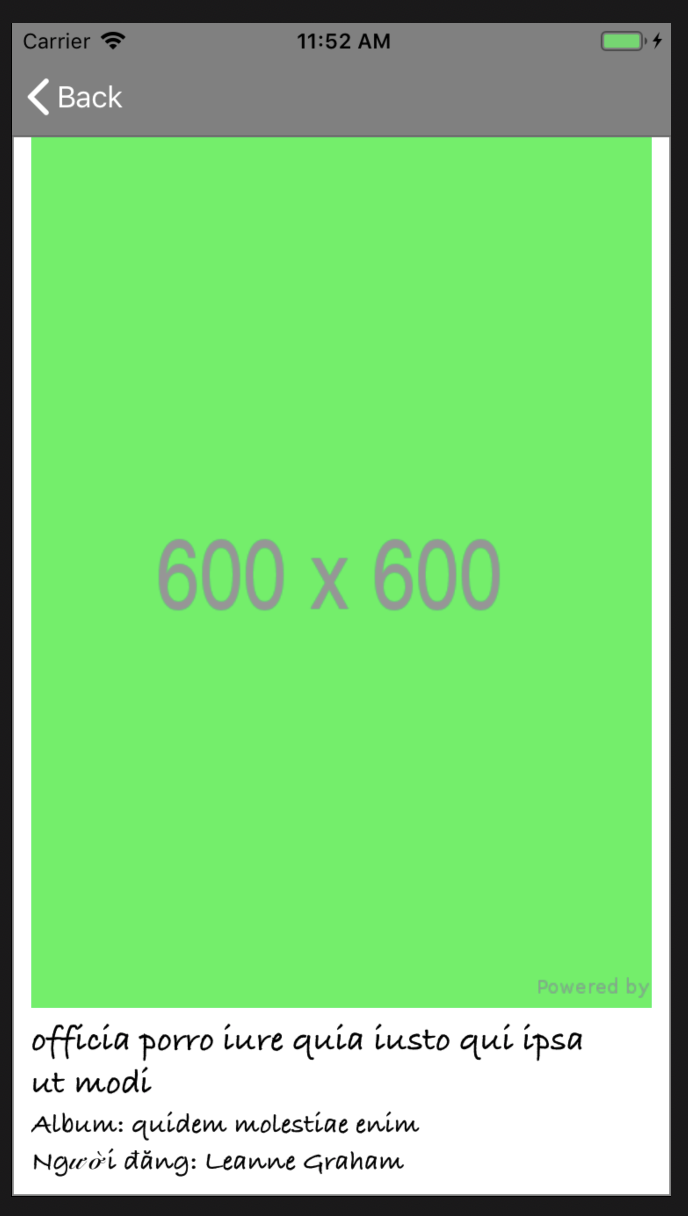 Carrier
11:52 AM
Back
600 x 600
Powered by
officia porro iure quia iusto qui ipsa
ut modi
Album: quidem molestiae enim
Người đăng: Leanne Graham